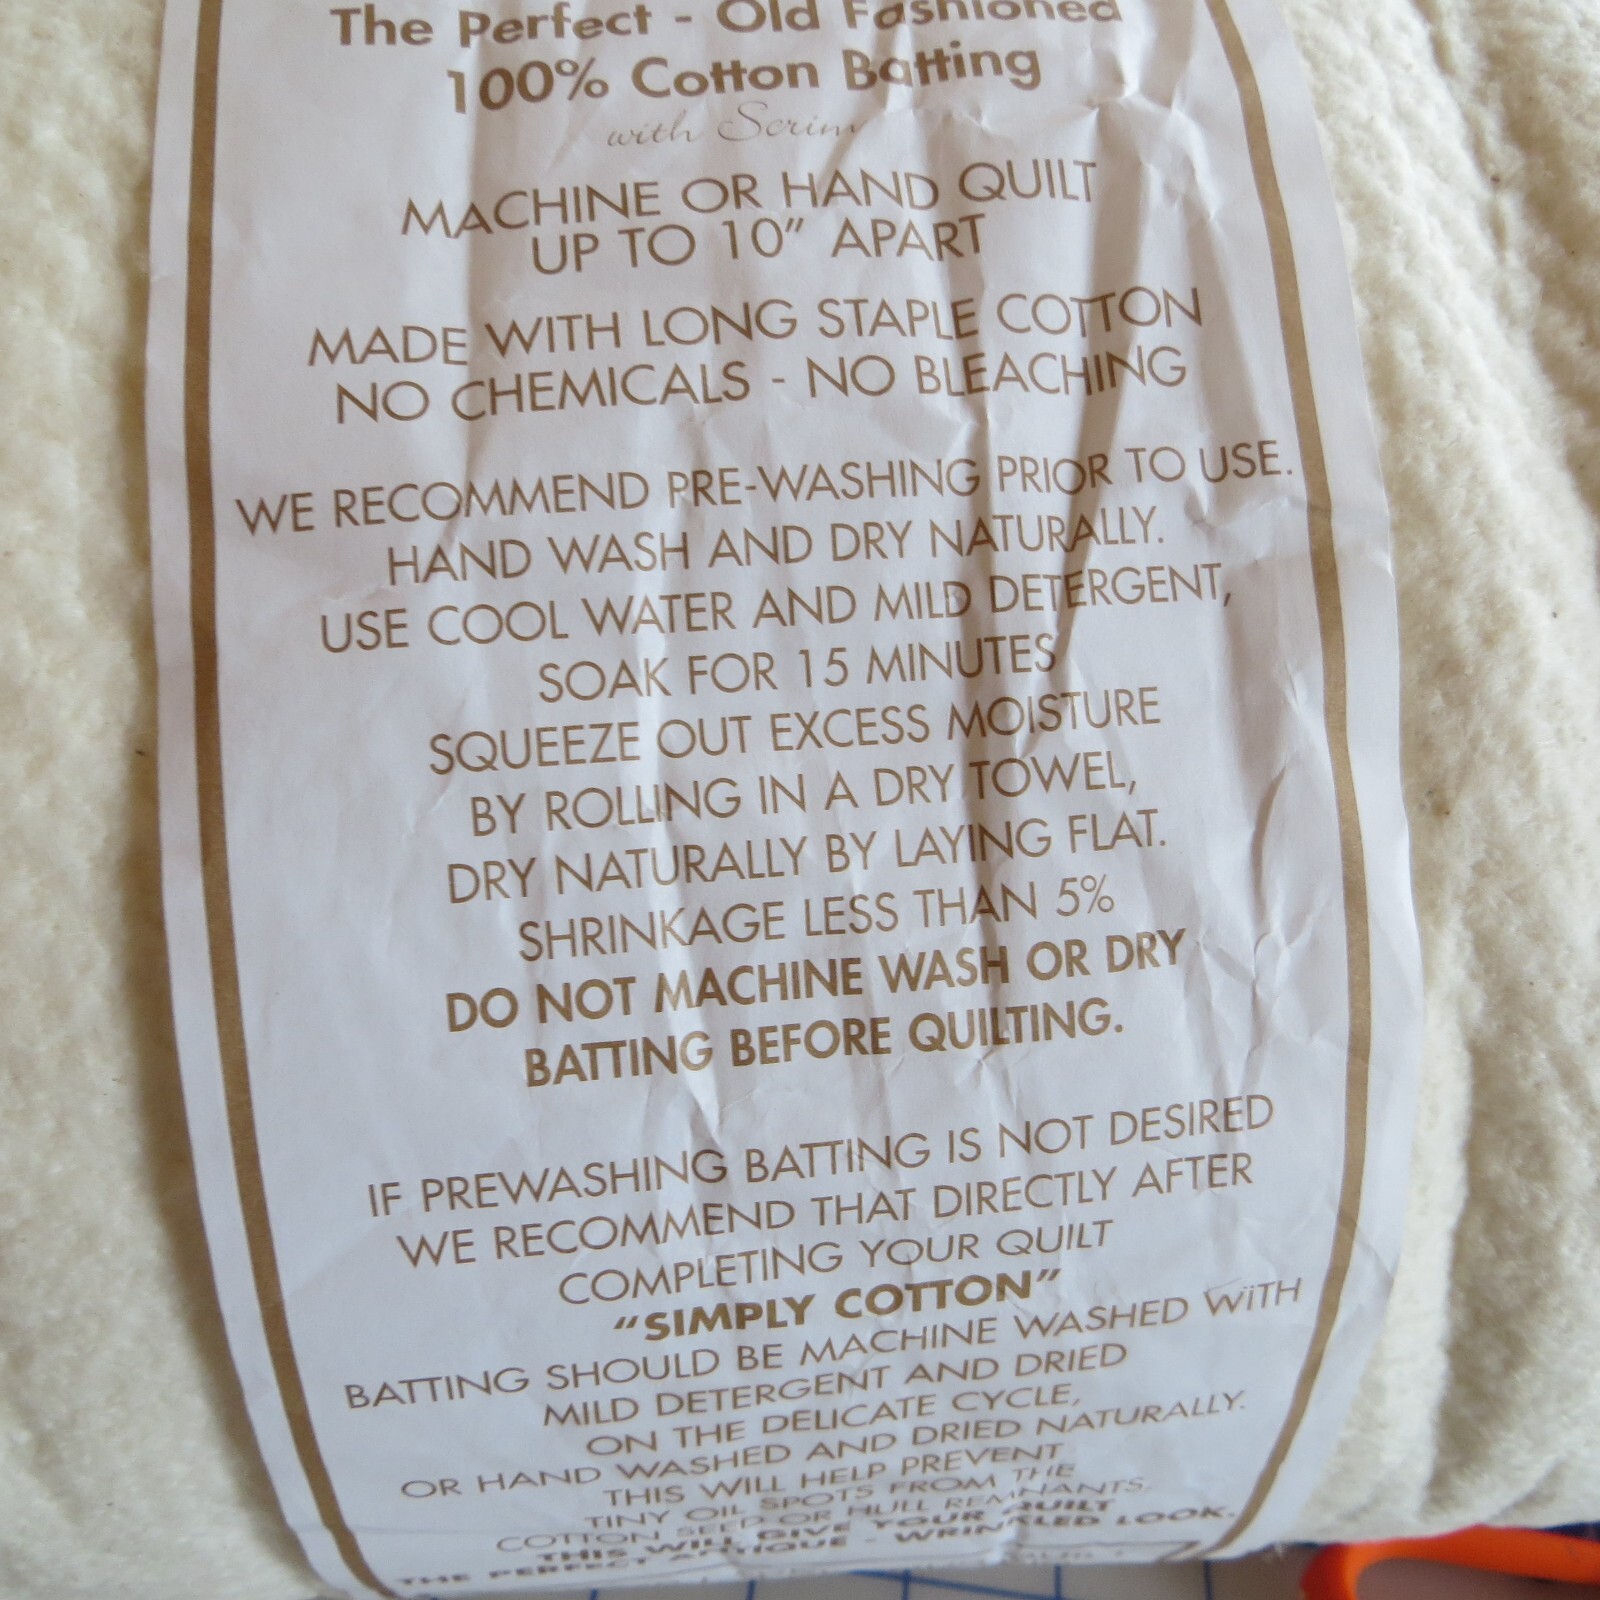 The Perfect - Old Fashioned
100% Cotton Batting
with Scrim
MACHINE OR HAND QUILT
UP TO 10" APART
MADE WITH LONG STAPLE COTTON
NO CHEMICALS - NO BLEACHING
WE RECOMMEND PRE-WASHING PRIOR TO USE.
HAND WASH AND DRY NATURALLY.
USE COOL WATER AND MILD DETERGENT,
SOAK FOR 15 MINUTES
SQUEEZE OUT EXCESS MOISTURE
BY ROLLING IN A DRY TOWEL,
DRY NATURALLY BY LAYING FLAT.
SHRINKAGE LESS THAN 5%
DO NOT MACHINE WASH OR DRY
BATTING BEFORE QUILTING.
IF PREWASHING BATTING IS NOT DESIRED
WE RECOMMEND THAT DIRECTLY AFTER
COMPLETING YOUR QUILT
"SIMPLY COTTON"
BATTING SHOULD BE MACHINE WASHED WITH
MILD DETERGENT AND DRIED
ON THE DELICATE CYCLE,
OR HAND WASHED AND DRIED NATURALLY.
THIS WILL HELP PREVENT
TINY OIL SPOTS FROM THE
COTTON SEED OR HULL REMNANTS.
THIS WILL GIVE YOUR QUILT
THE PERFECT ANTIQUE - WRINKLED LOOK.